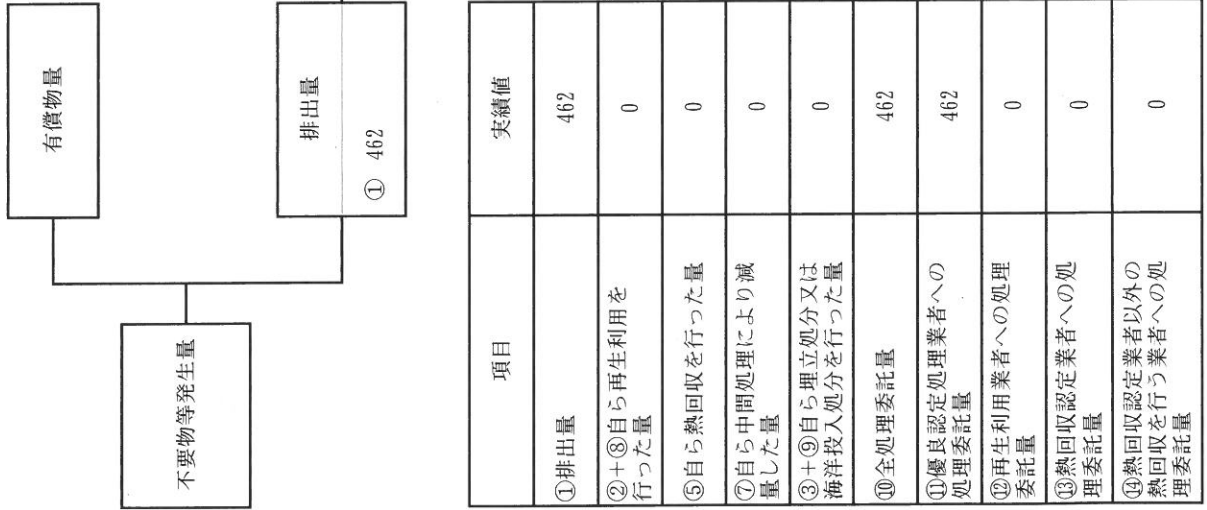 不要物等発生量
有償物量
排出量
① 462
項目
実績値
①排出量
462
②+⑧自ら再生利用を
行った量
0
⑤自ら熱回収を行った量
0
⑦自ら中間処理により減
量した量
0
③+⑨自ら埋立処分又は
海洋投入処分を行った量
0
⑩全処理委託量
462
⑪優良認定処理業者への
処理委託量
462
⑫再生利用業者への処理
委託量
0
⑬熱回収認定業者への処
理委託量
0
⑭熱回収認定業者以外の
熱回収を行う業者への処
理委託量
0